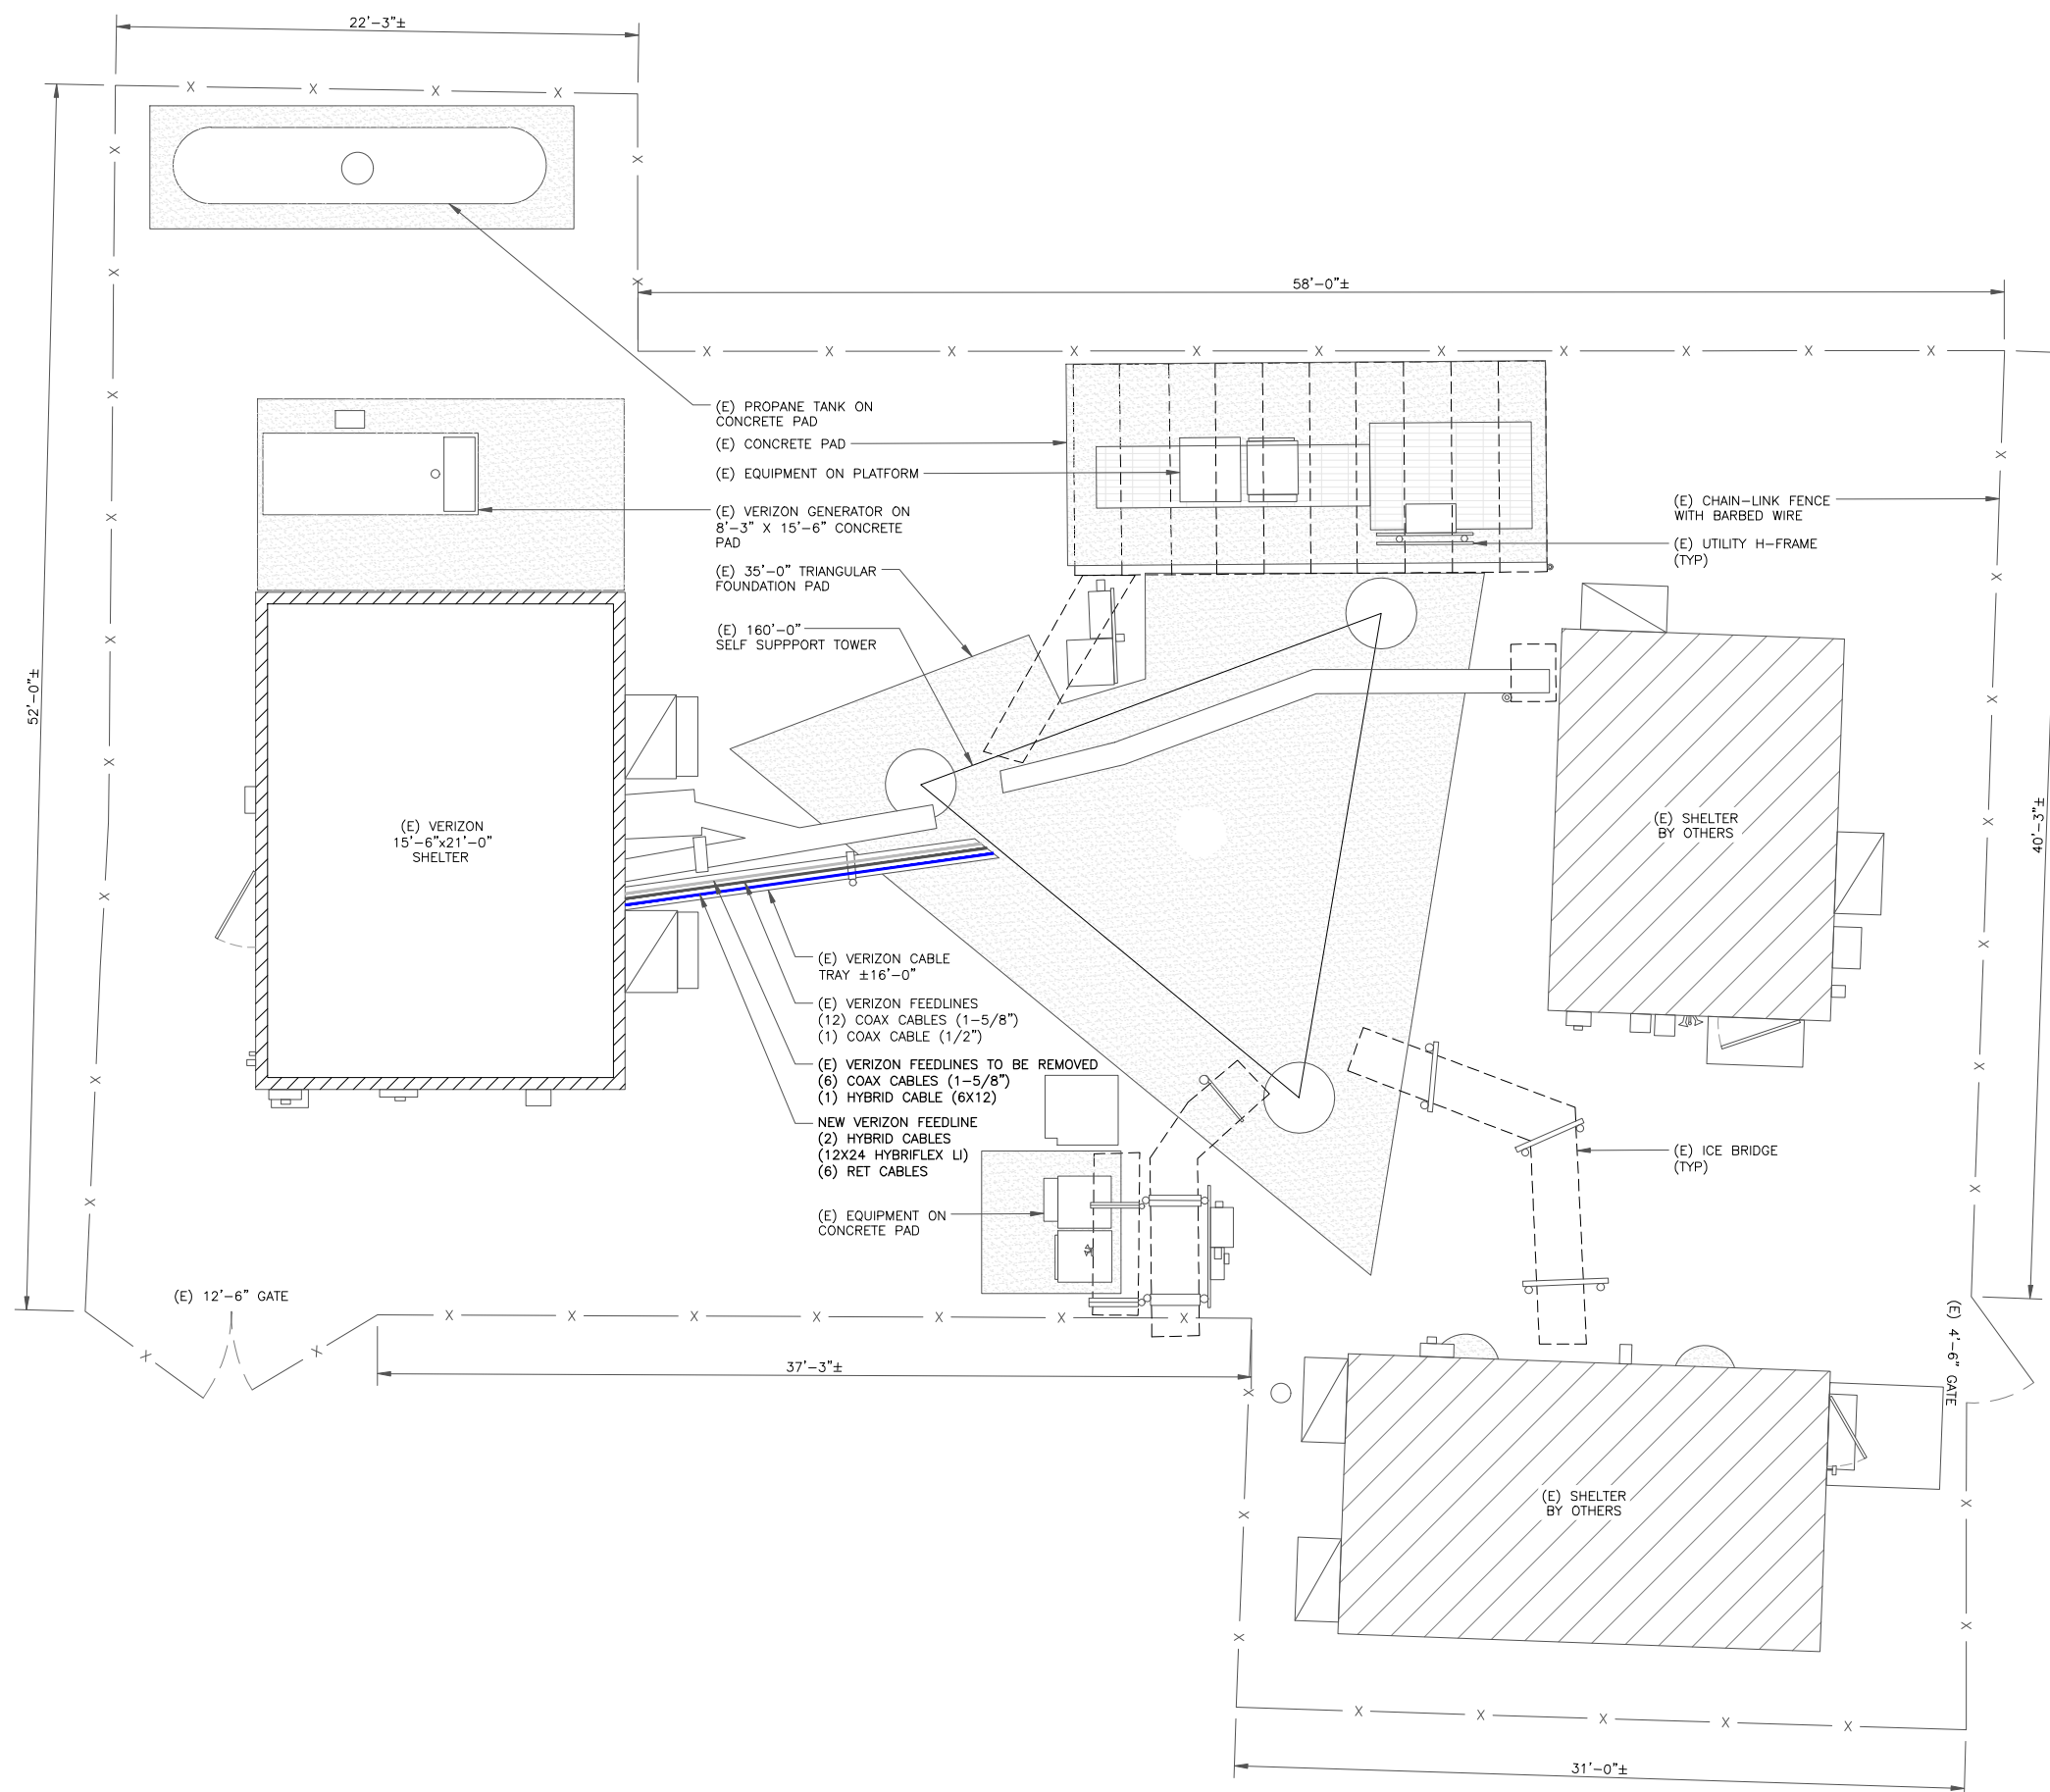 22'-3"±
58'-0"±
(E) PROPANE TANK ON
CONCRETE PAD
(E) CONCRETE PAD
(E) EQUIPMENT ON PLATFORM
(E) VERIZON GENERATOR ON
8'-3" X 15'-6" CONCRETE
PAD
(E) 35'-0" TRIANGULAR
FOUNDATION PAD
(E) 160'-0"
SELF SUPPPORT TOWER
(E) CHAIN-LINK FENCE
WITH BARBED WIRE
(E) UTILITY H-FRAME
(TYP)
52'-0"±
40'-3"±
(E) VERIZON
15'-6"x21'-0"
SHELTER
(E) SHELTER
BY OTHERS
(E) VERIZON CABLE
TRAY ±16'-0"
(E) VERIZON FEEDLINES
(12) COAX CABLES (1-5/8")
(1) COAX CABLE (1/2")
(E) VERIZON FEEDLINES TO BE REMOVED
(6) COAX CABLES (1-5/8")
(1) HYBRID CABLE (6X12)
NEW VERIZON FEEDLINE
(2) HYBRID CABLES
(12X24 HYBRIFLEX LI)
(6) RET CABLES
(E) EQUIPMENT ON
CONCRETE PAD
(E) ICE BRIDGE
(TYP)
(E) 12'-6" GATE
(E) 4'-6" GATE
37'-3"±
(E) SHELTER
BY OTHERS
31'-0"±